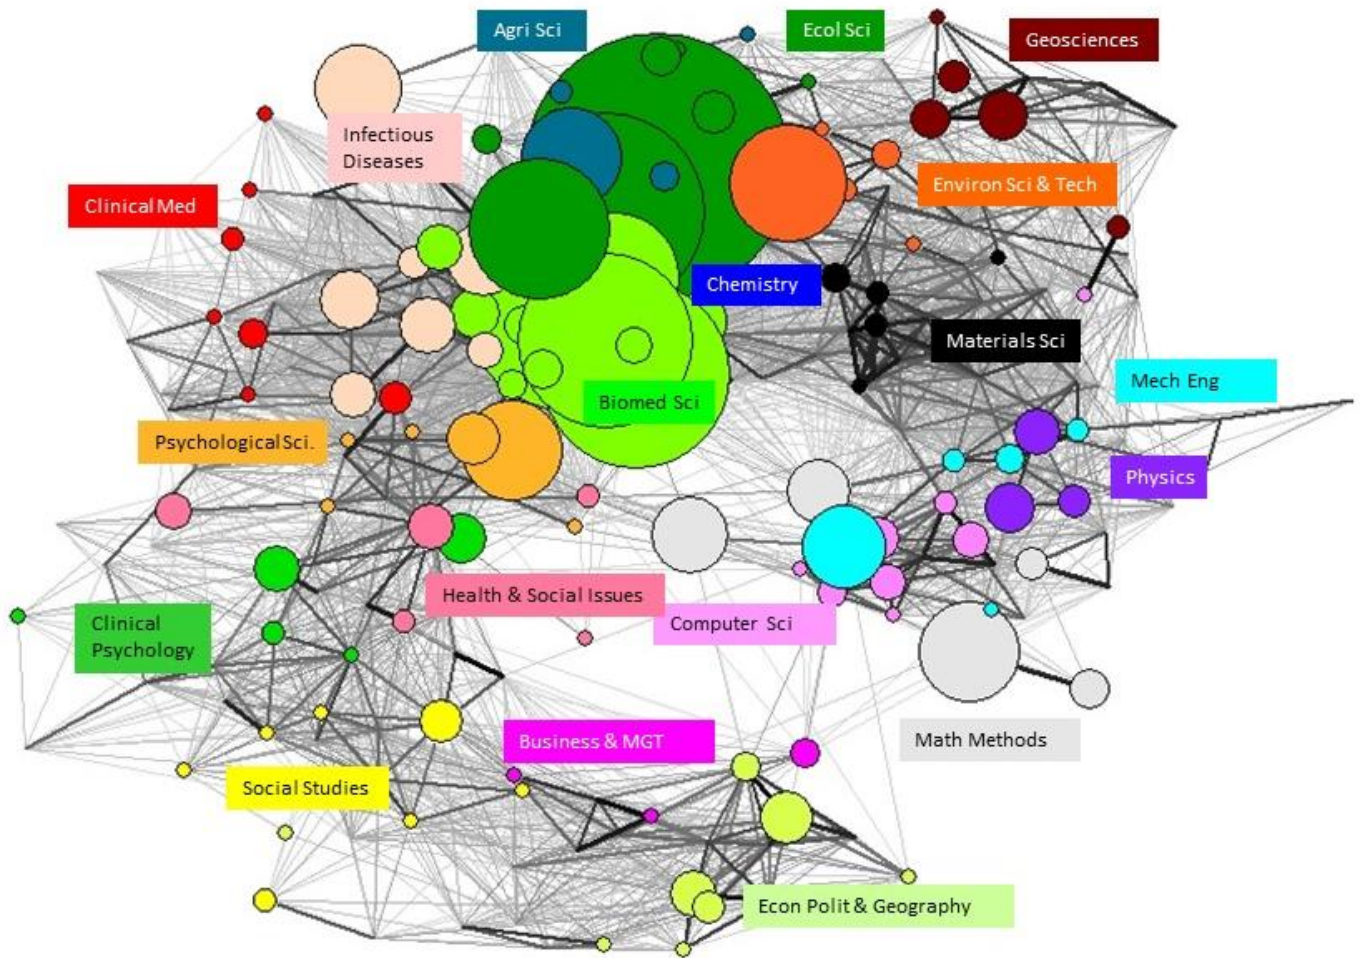 Agri Sci
Ecol Sci
Geosciences
Infectious
Diseases
Environ Sci & Tech
Clinical Med
Chemistry
Materials Sci
Mech Eng
Biomed Sci
Psychological Sci.
Physics
Health & Social Issues
Clinical
Psychology
Computer Sci
Business & MGT
Math Methods
Social Studies
Econ Polit & Geography